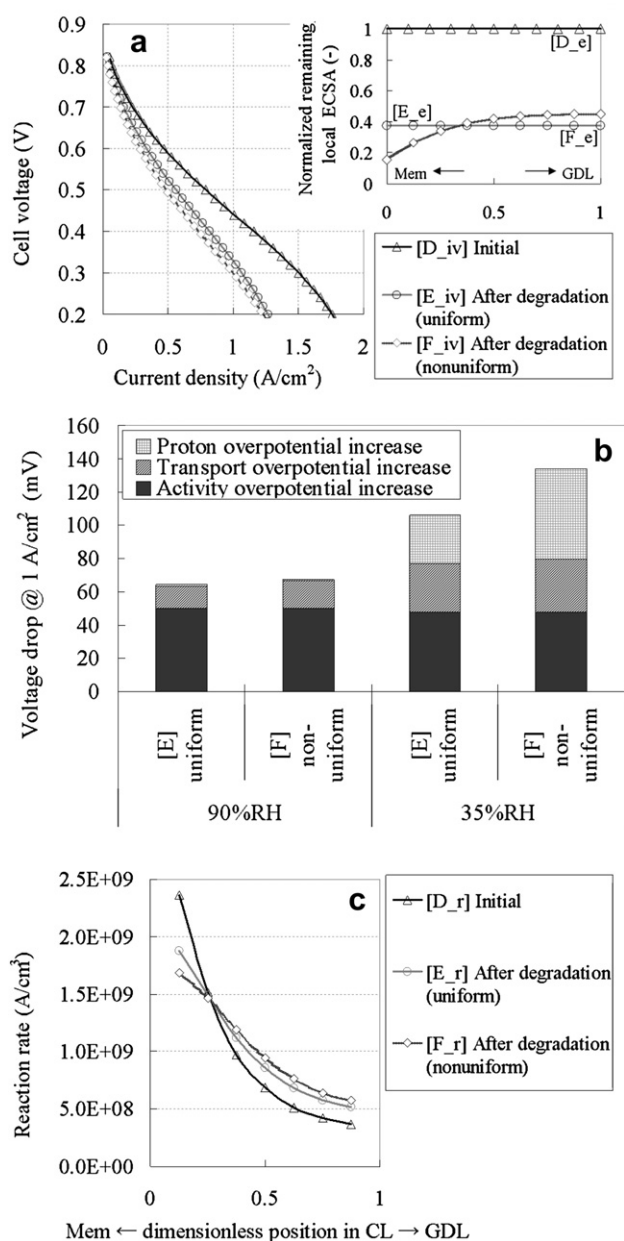 a
0.9
0.8
0.7
0.6
0.5
0.4
0.3
0.2
Cell voltage (V)
0 0.5 1 1.5 2
Current density (A/cm²)
Normalized remaining
local ECSA (-)
1
0.8
0.6
0.4
0.2
0
[D_e]
[E_e]
[F_e]
Mem ← → GDL
0 0.5 1
[D_iv] Initial
[E_iv] After degradation
(uniform)
[F_iv] After degradation
(nonuniform)
b
160
140
120
100
80
60
40
20
0
Voltage drop @ 1 A/cm² (mV)
Proton overpotential increase
Transport overpotential increase
Activity overpotential increase
[E]
uniform
[F]
non-
uniform
[E]
uniform
[F]
non-
uniform
90%RH 35%RH
c
2.5E+09
2.0E+09
1.5E+09
1.0E+09
5.0E+08
0.0E+00
Reaction rate (A/cm³)
0 0.5 1
Mem ← dimensionless position in CL → GDL
[D_r] Initial
[E_r] After degradation
(uniform)
[F_r] After degradation
(nonuniform)